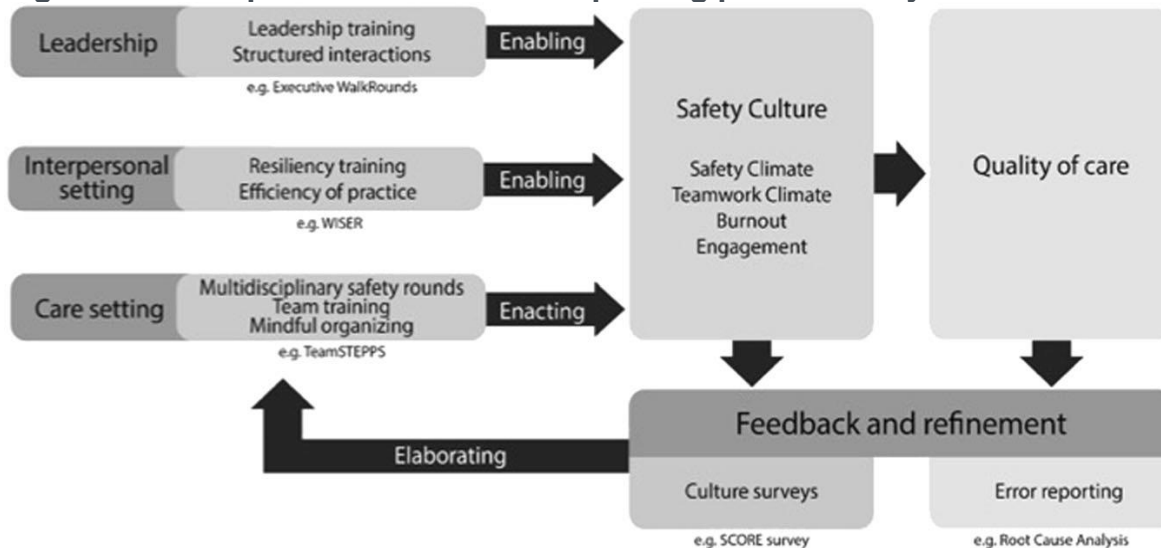 Leadership
Leadership training
Structured interactions
e.g. Executive WalkRounds
Enabling
Interpersonal
setting
Resiliency training
Efficiency of practice
e.g. WISER
Enabling
Care setting
Multidisciplinary safety rounds
Team training
Mindful organizing
e.g. TeamSTEPPS
Enacting
Safety Culture
Safety Climate
Teamwork Climate
Burnout
Engagement
Quality of care
Feedback and refinement
Elaborating
Culture surveys
e.g. SCORE survey
Error reporting
e.g. Root Cause Analysis